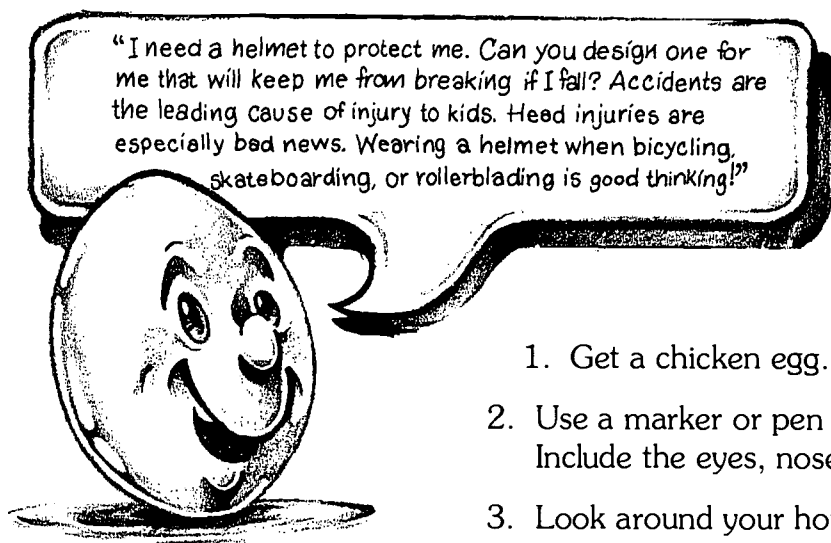 “I need a helmet to protect me. Can you design one for
me that will keep me from breaking if I fall? Accidents are
the leading cause of injury to kids. Head injuries are
especially bad news. Wearing a helmet when bicycling,
skateboarding, or rollerblading is good thinking!”
1. Get a chicken egg.
2. Use a marker or pen
Include the eyes, nose
3. Look around your